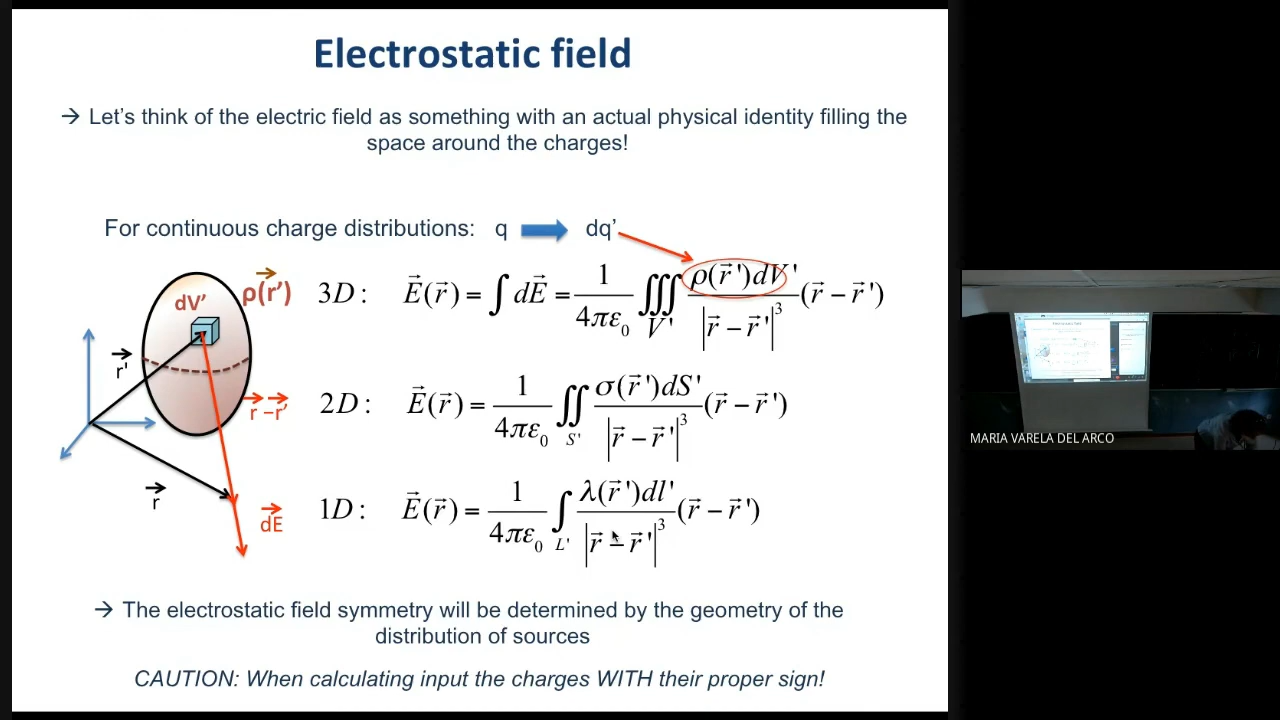 Electrostatic field
→ Let's think of the electric field as something with an actual physical identity filling the
space around the charges!
For continuous charge distributions: q ➡ dq'
dV' ρ(r⃗') 3D : E⃗(r⃗) = ∫ dE⃗ = 1/(4πε₀) ∭_V' ρ(r⃗')dV'/|r⃗ − r⃗'|³ (r⃗ − r⃗')
r⃗'
r⃗ − r⃗' 2D : E⃗(r⃗) = 1/(4πε₀) ∬_S' σ(r⃗')dS'/|r⃗ − r⃗'|³ (r⃗ − r⃗')
r⃗ dE⃗ 1D : E⃗(r⃗) = 1/(4πε₀) ∫_L' λ(r⃗')dl'/|r⃗ − r⃗'|³ (r⃗ − r⃗')
→ The electrostatic field symmetry will be determined by the geometry of the
distribution of sources
CAUTION: When calculating input the charges WITH their proper sign!
MARIA VARELA DEL ARCO